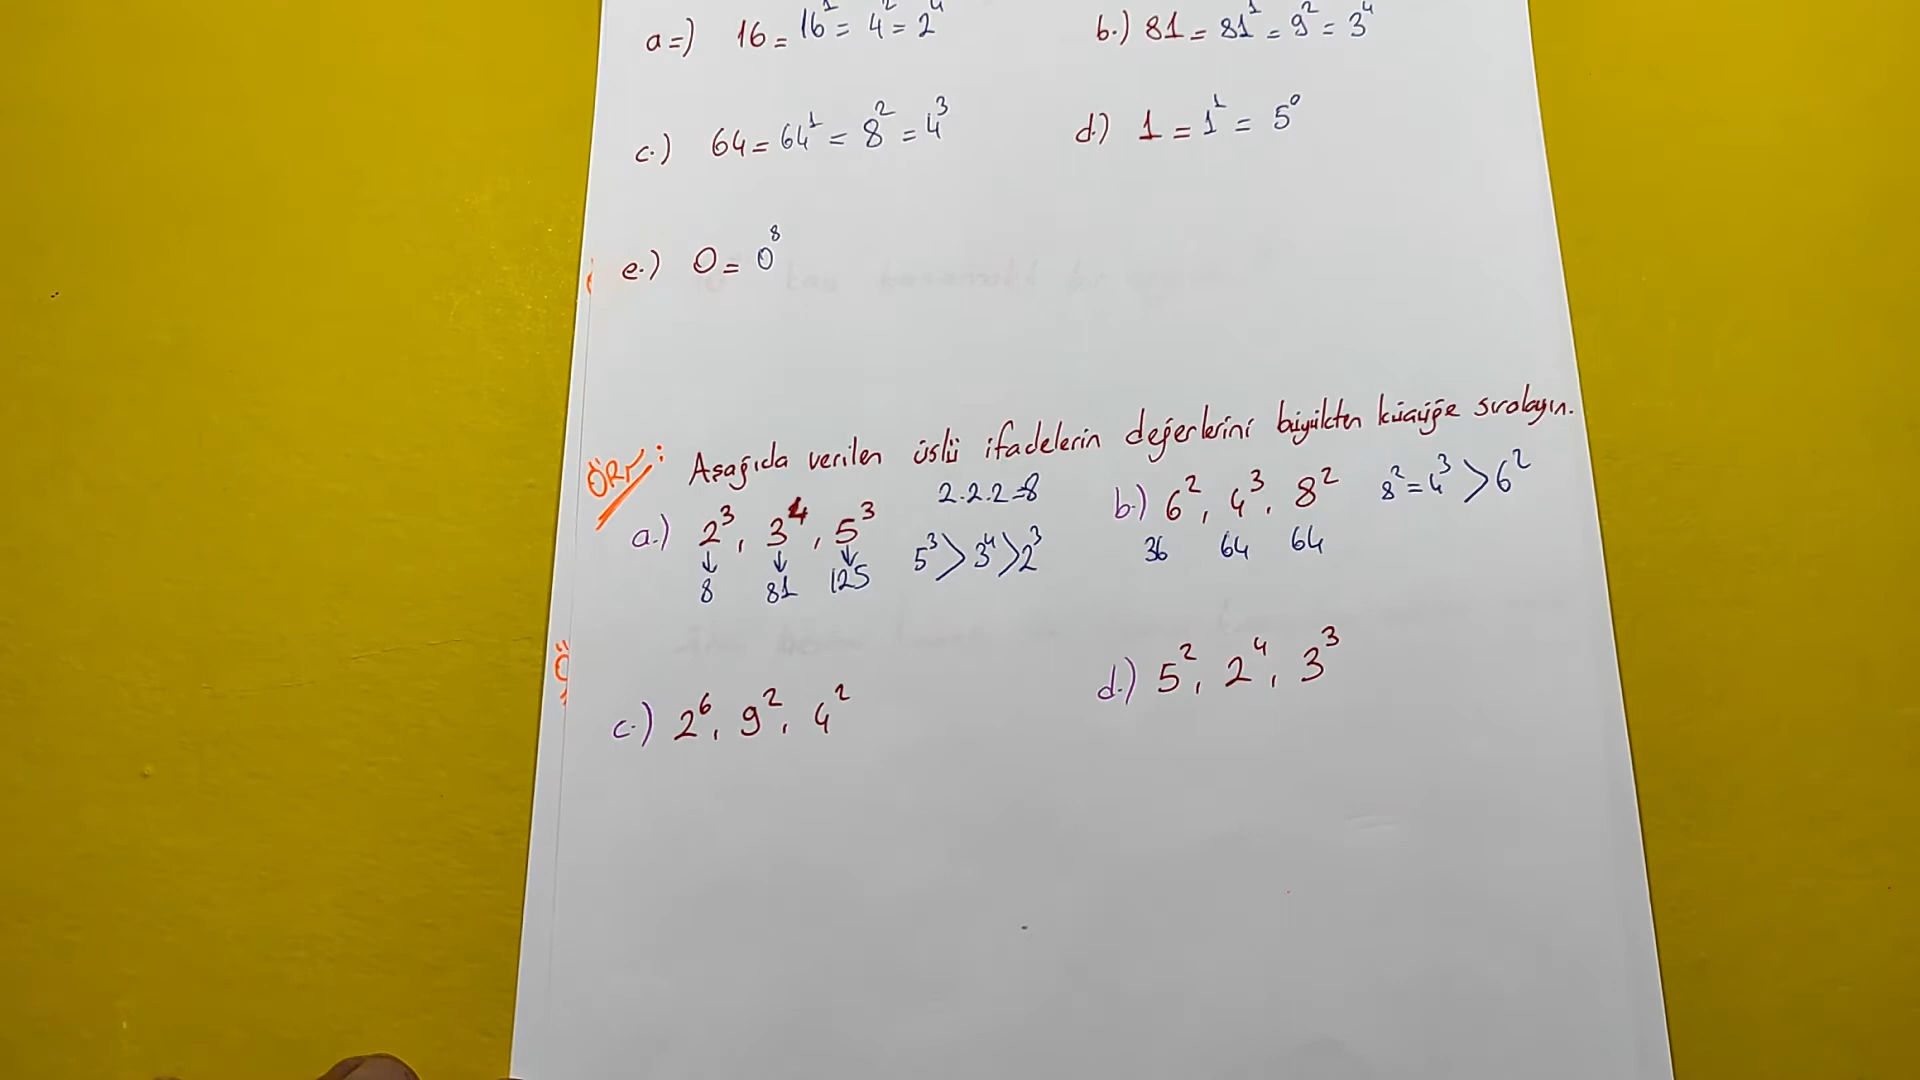 a=) 16 = 16¹ = 4² = 2⁴
b.) 81 = 81¹ = 9² = 3⁴
c.) 64 = 64¹ = 8² = 4³
d.) 1 = 1¹ = 5⁰
e.) 0 = 0⁸
ÖRN: Aşağıda verilen üslü ifadelerin değerlerini büyükten küçüğe sıralayın.
a.) 2³, 3⁴, 5³
2.2.2=8
↓ ↓ ↓
8 81 125
5³ > 3⁴ > 2³
b.) 6², 4³, 8²
8² = 4³ > 6²
36 64 64
c.) 2⁶, 9², 4²
d.) 5², 2⁴, 3³